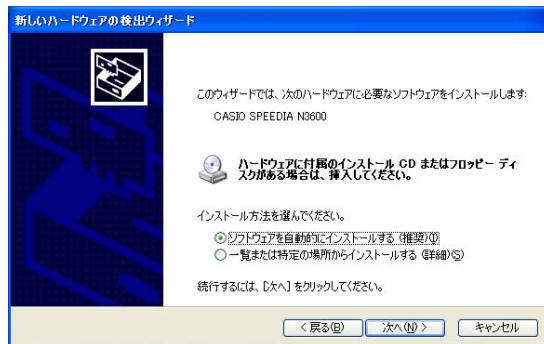 新しいハードウェアの検出ウィザード
このウィザードでは、次のハードウェアに必要なソフトウェアをインストールします:
CASIO SPEEDIA N3600
ハードウェアに付属のインストール CD またはフロッピー ディ
スクがある場合は、挿入してください。
インストール方法を選んでください。
ソフトウェアを自動的にインストールする (推奨)(I)
一覧または特定の場所からインストールする (詳細)(S)
続行するには、[次へ] をクリックしてください。
< 戻る(B)
次へ(N) >
キャンセル